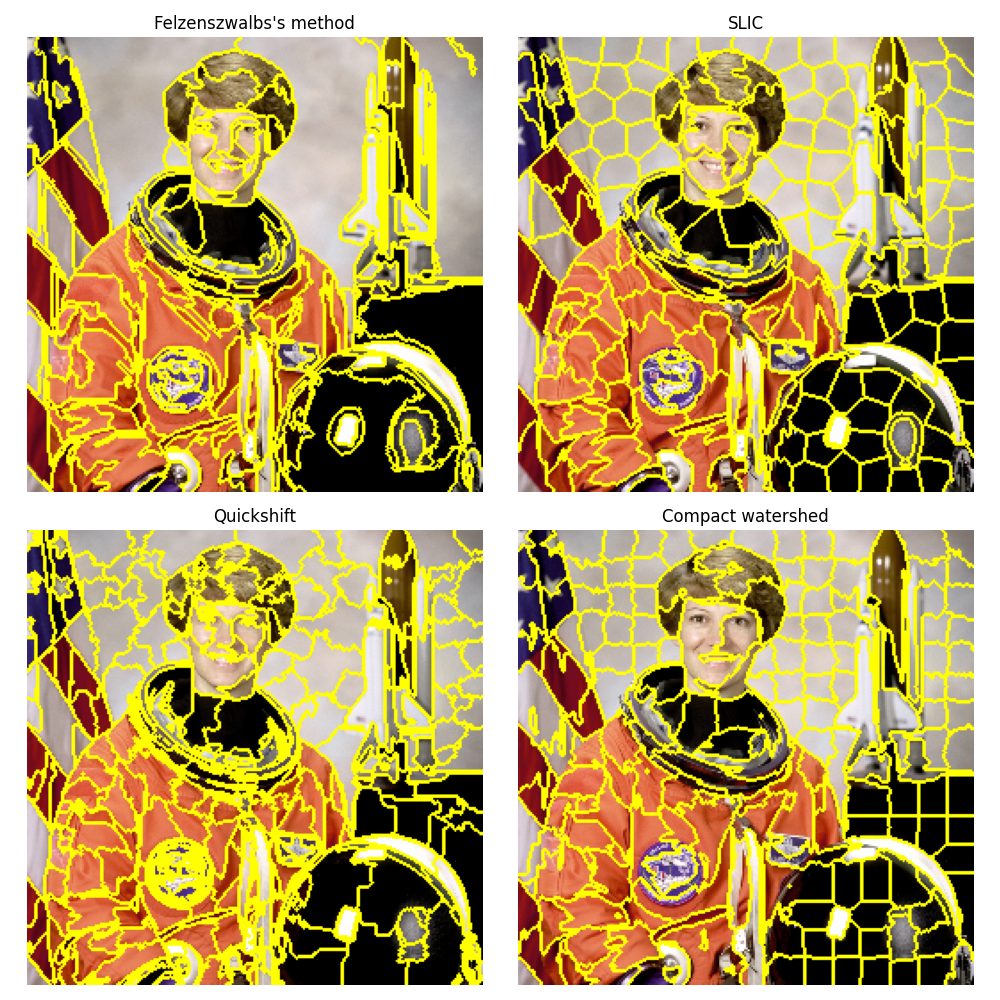 Felzenszwalbs's method
SLIC
Quickshift
Compact watershed